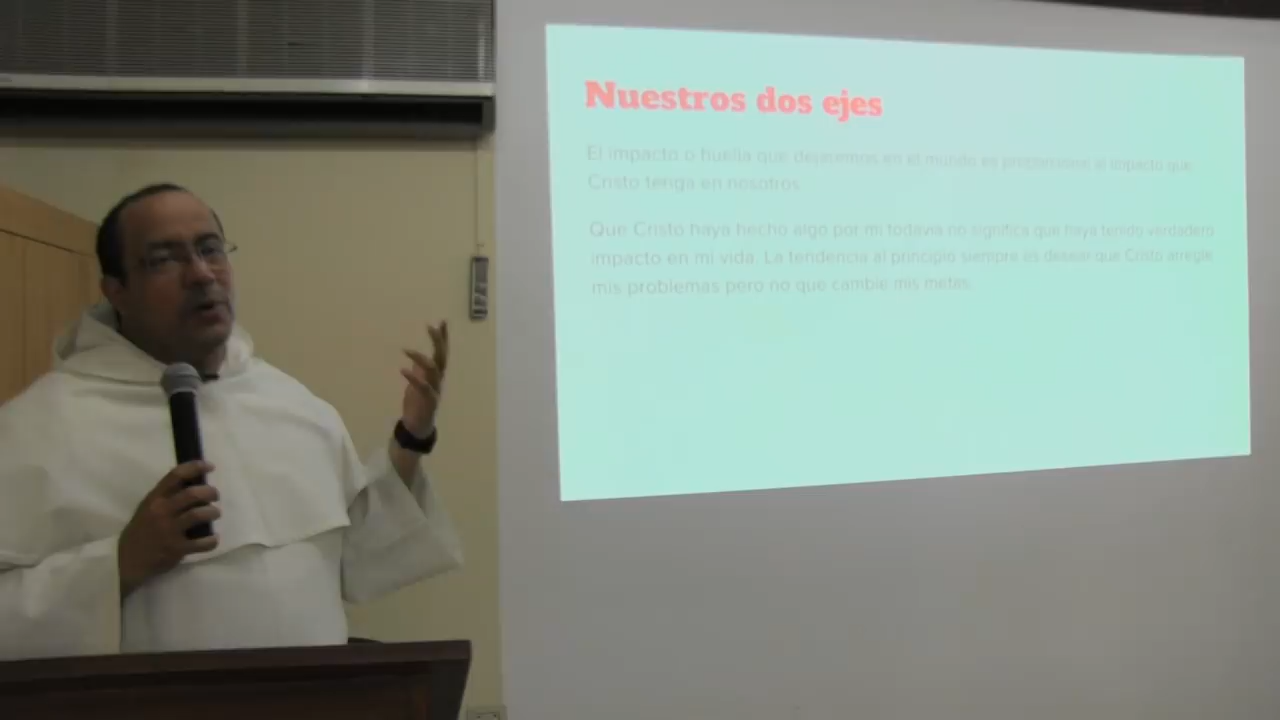 Nuestros dos ejes
El impacto o huella que dejaremos en el mundo es proporcional al impacto que
Cristo tenga en nosotros.
Que Cristo haya hecho algo por mi todavía no significa que haya tenido verdadero
impacto en mi vida. La tendencia al principio siempre es desear que Cristo arregle
mis problemas pero no que cambie mis metas.